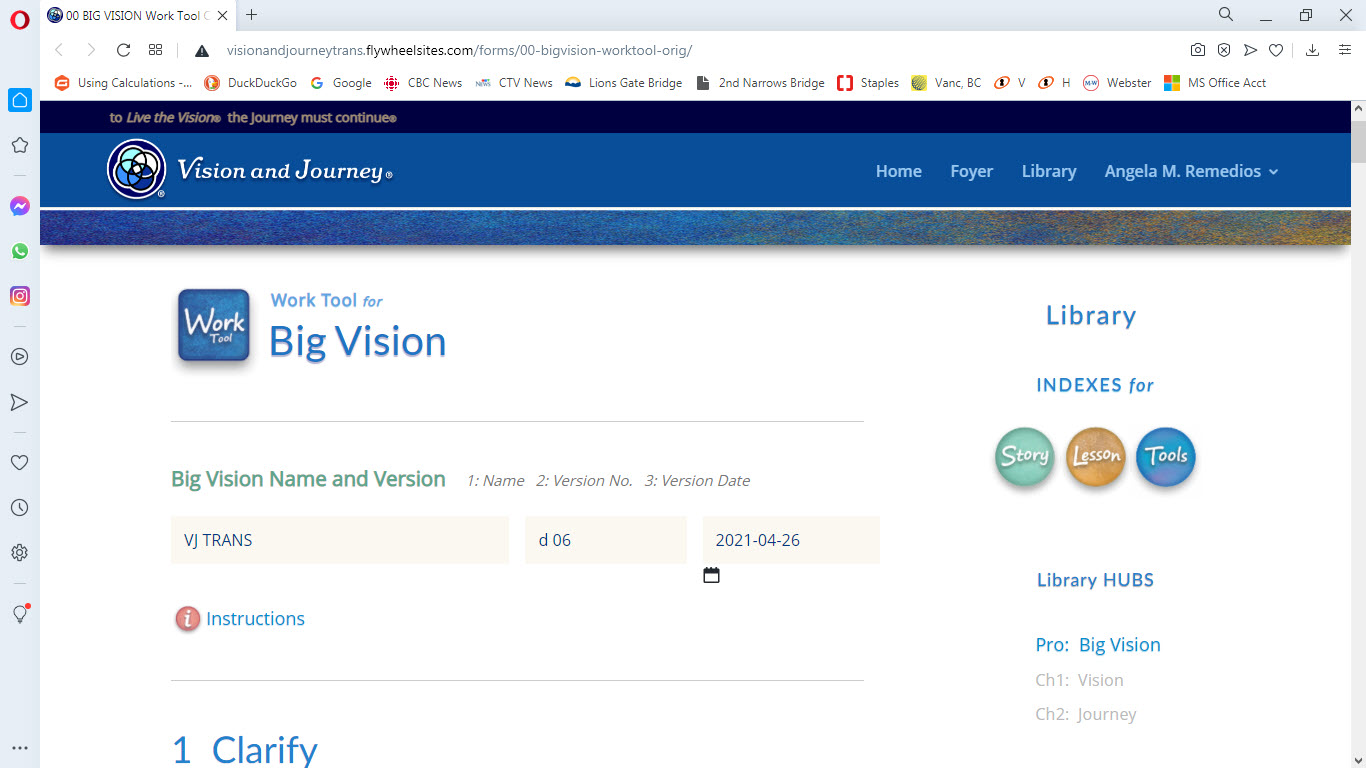 00 BIG VISION Work Tool
visionandjourneytrans.flywheelsites.com/forms/00-bigvision-worktool-orig/
Using Calculations -... DuckDuckGo Google CBC News CTV News Lions Gate Bridge 2nd Narrows Bridge Staples Vanc, BC V H Webster MS Office Acct
to Live the Vision® the Journey must continue®
Vision and Journey®
Home Foyer Library Angela M. Remedios
Work Tool
Work Tool for
Big Vision
Library
INDEXES for
Story Lesson Tools
Big Vision Name and Version 1: Name 2: Version No. 3: Version Date
VJ TRANS d 06 2021-04-26
Instructions
Library HUBS
Pro: Big Vision
Ch1: Vision
Ch2: Journey
1 Clarify